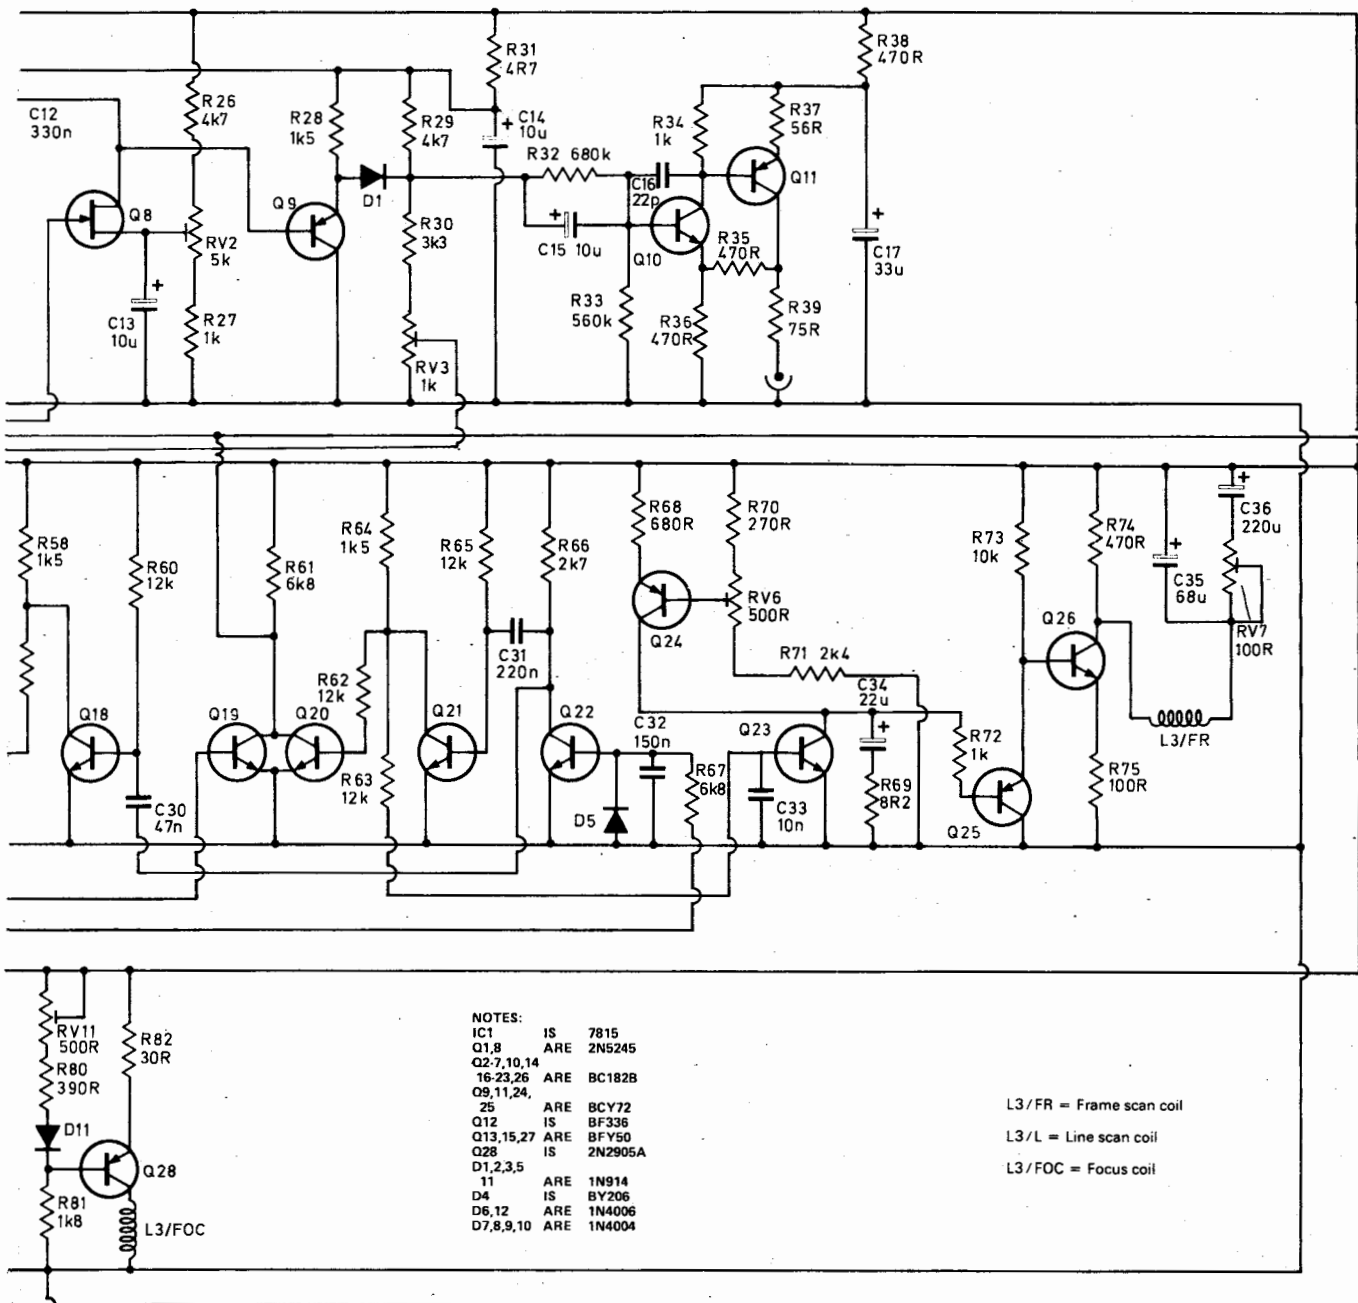 R31
4R7
R38
470R
C12
330n
R26
4k7
R28
1k5
R29
4k7
+
C14
10u
R34
1k
R37
56R
R32 680k
C16
22p
Q11
Q8
Q9
D1
RV2
5k
R30
3k3
+
C15 10u
Q10
R35
470R
+
C17
33u
+
C13
10u
R27
1k
R33
560k
R36
470R
R39
75R
RV3
1k
R58
1k5
R60
12k
R61
6k8
R64
1k5
R65
12k
R66
2k7
R68
680R
R70
270R
R73
10k
R74
470R
+
C36
220u
+
C35
68u
RV7
100R
Q24
RV6
500R
Q26
C31
220n
R62
12k
R71 2k4
C34
22u
+
L3/FR
Q18
Q19
Q20
Q21
Q22
C32
150n
Q23
R72
1k
R63
12k
R67
6k8
R69
8R2
R75
100R
C30
47n
D5
C33
10n
Q25
RV11
500R
R82
30R
R80
390R
D11
Q28
R81
1k8
L3/FOC
NOTES:
IC1 IS 7815
Q1,8 ARE 2N5245
Q2-7,10,14
16-23,26 ARE BC182B
Q9,11,24,
25 ARE BCY72
Q12 IS BF336
Q13,15,27 ARE BFY50
Q28 IS 2N2905A
D1,2,3,5
11 ARE 1N914
D4 IS BY206
D6,12 ARE 1N4006
D7,8,9,10 ARE 1N4004
L3/FR = Frame scan coil
L3/L = Line scan coil
L3/FOC = Focus coil